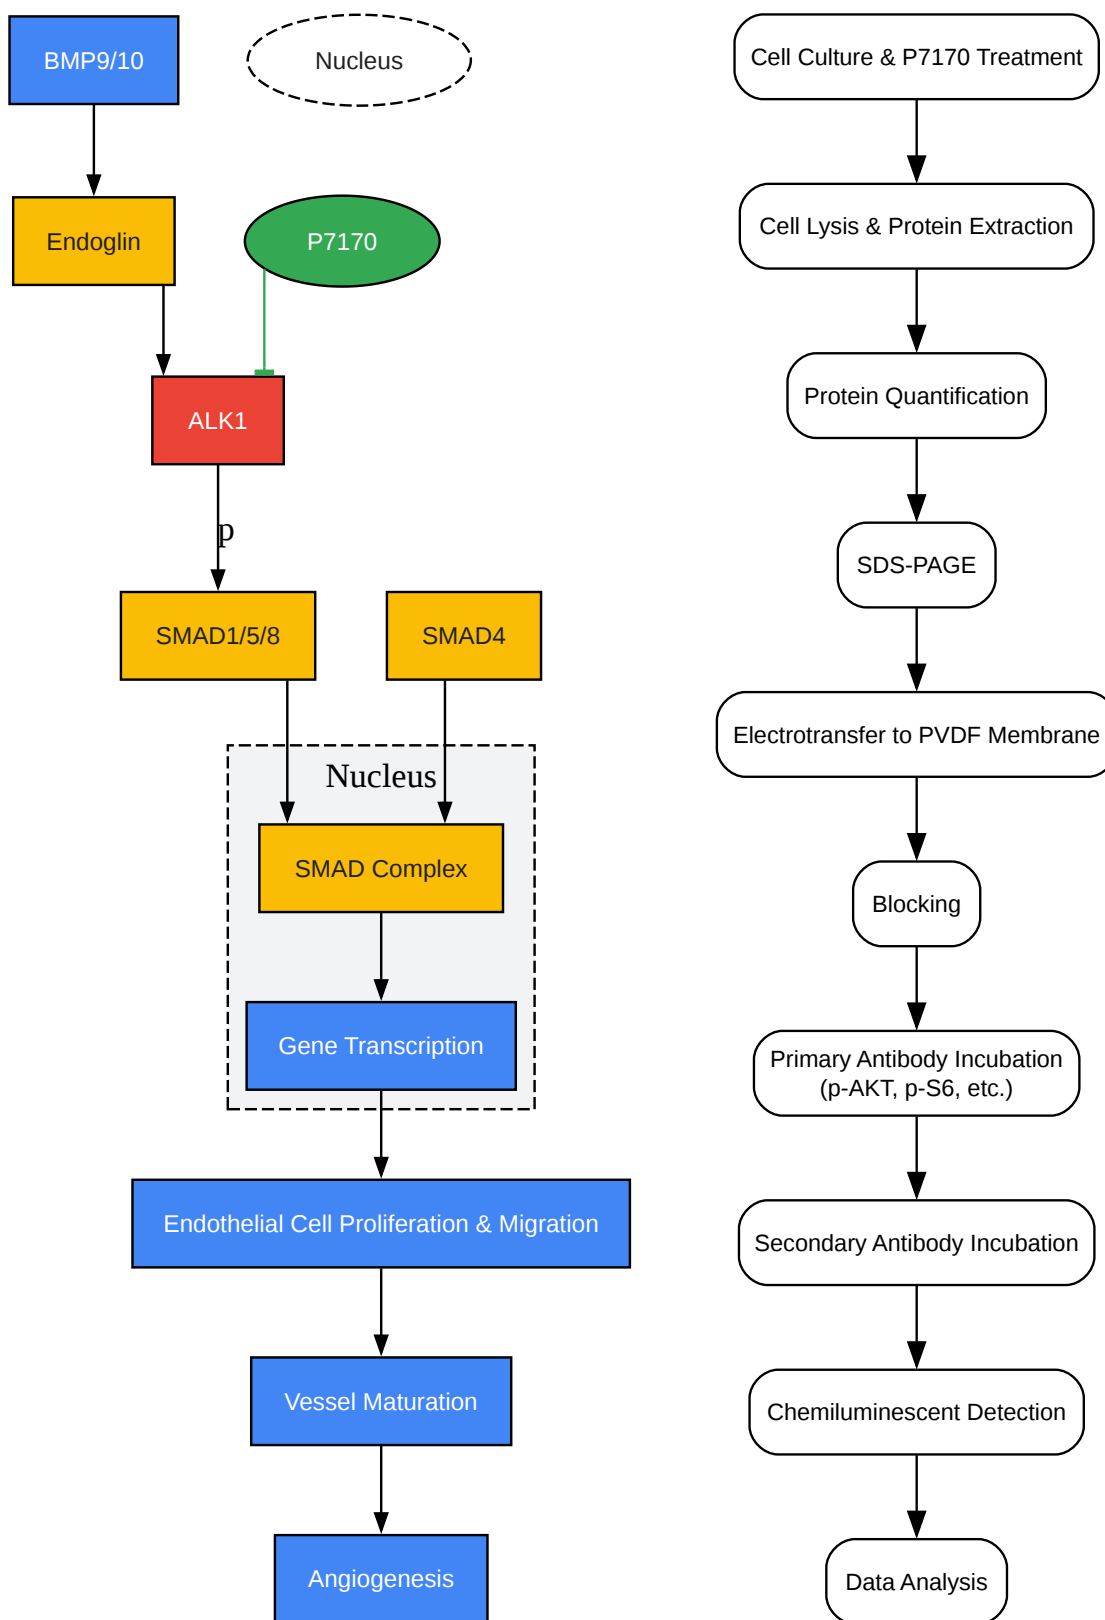 BMP9/10
Nucleus
Endoglin
P7170
ALK1
p
SMAD1/5/8
SMAD4
Nucleus
SMAD Complex
Gene Transcription
Endothelial Cell Proliferation & Migration
Vessel Maturation
Angiogenesis
Cell Culture & P7170 Treatment
Cell Lysis & Protein Extraction
Protein Quantification
SDS-PAGE
Electrotransfer to PVDF Membrane
Blocking
Primary Antibody Incubation
(p-AKT, p-S6, etc.)
Secondary Antibody Incubation
Chemiluminescent Detection
Data Analysis